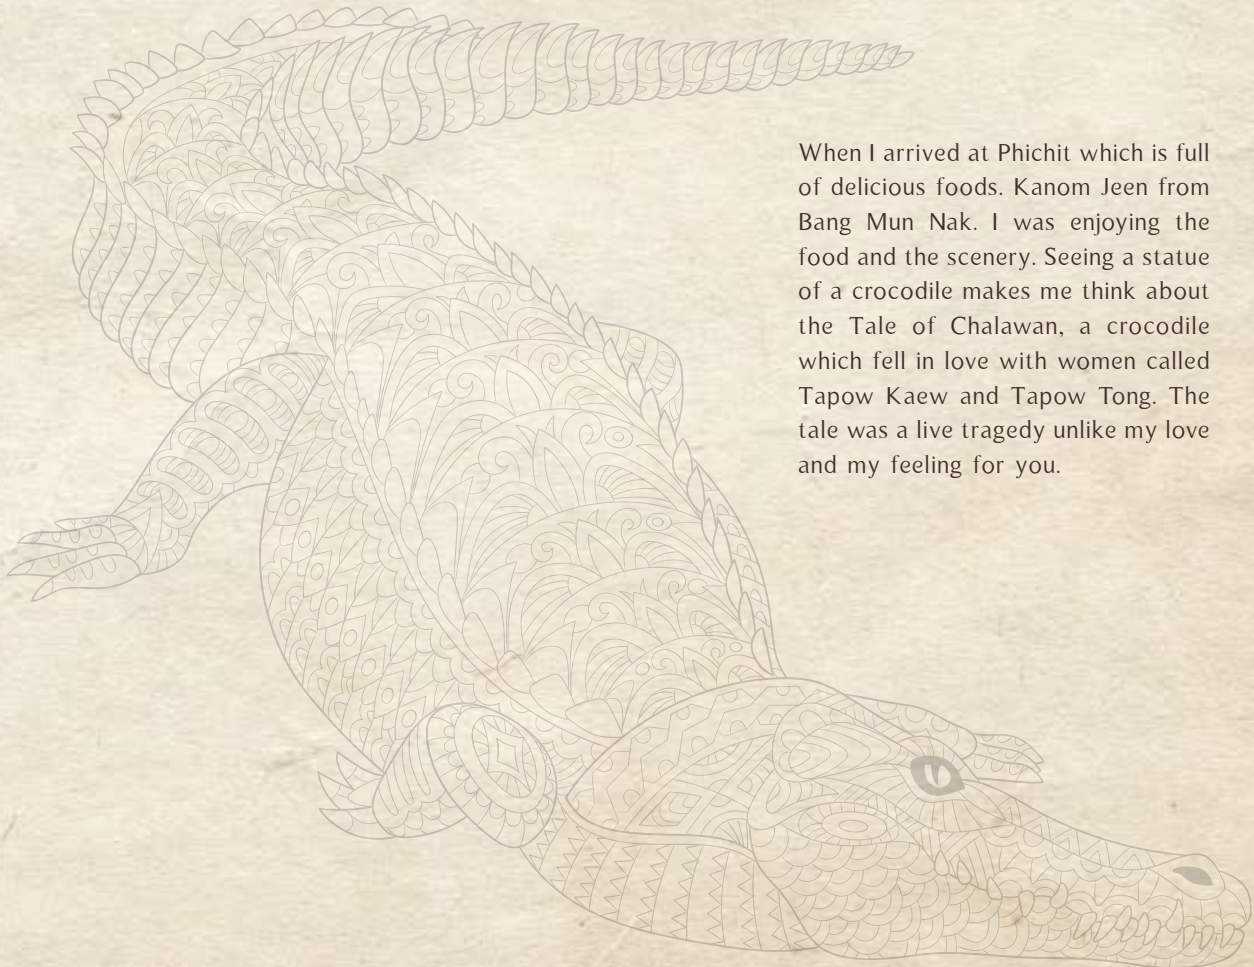 When I arrived at Phichit which is full
of delicious foods. Kanom Jeen from
Bang Mun Nak. I was enjoying the
food and the scenery. Seeing a statue
of a crocodile makes me think about
the Tale of Chalawan, a crocodile
which fell in love with women called
Tapow Kaew and Tapow Tong. The
tale was a live tragedy unlike my love
and my feeling for you.